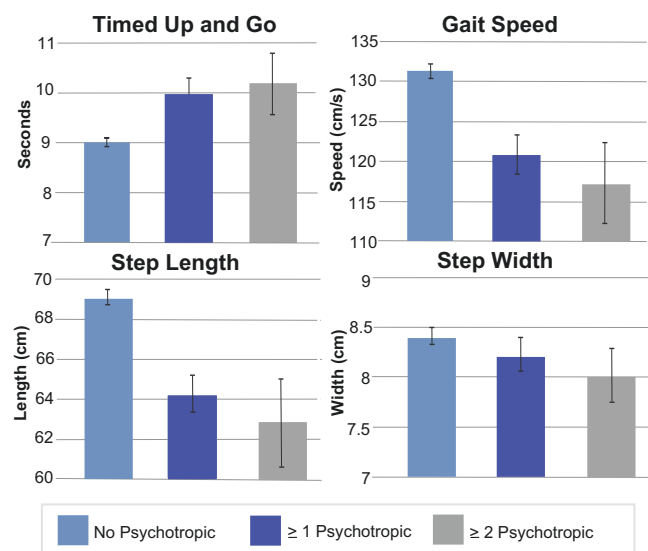 Timed Up and Go
Seconds
11
10
9
8
7
Gait Speed
Speed (cm/s)
135
130
125
120
115
110
Step Length
Length (cm)
70
68
66
64
62
60
Step Width
Width (cm)
9
8.5
8
7.5
7
No Psychotropic
≥ 1 Psychotropic
≥ 2 Psychotropic